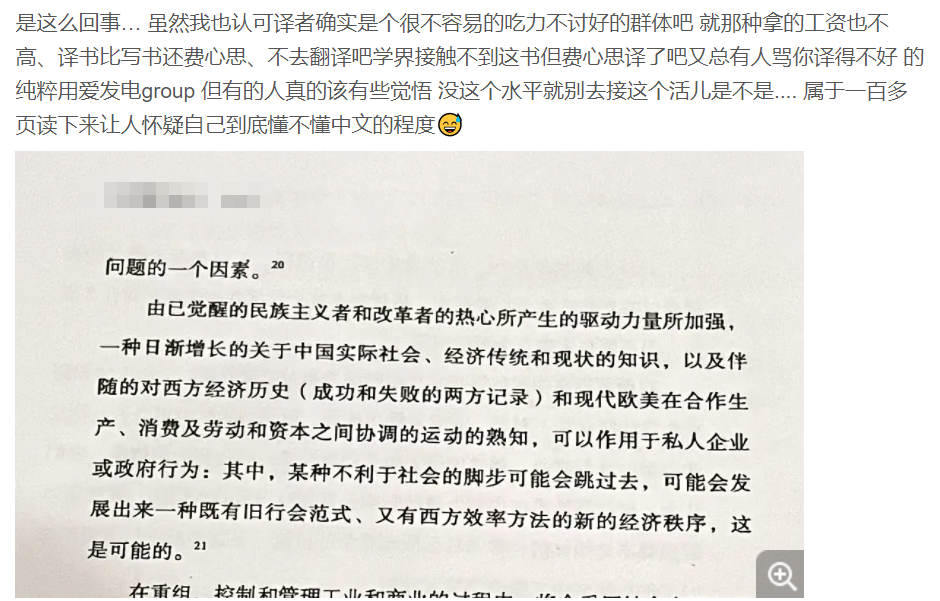 是这么回事… 虽然我也认可译者确实是个很不容易的吃力不讨好的群体吧 就那种拿的工资也不
高、译书比写书还费心思、不去翻译吧学界接触不到这书但费心思译了吧又总有人骂你译得不好 的
纯粹用爱发电group 但有的人真的该有些觉悟 没这个水平就别去接这个活儿是不是.... 属于一百多
页读下来让人怀疑自己到底懂不懂中文的程度😅
问题的一个因素。20
由已觉醒的民族主义者和改革者的热心所产生的驱动力量所加强，
一种日渐增长的关于中国实际社会、经济传统和现状的知识，以及伴
随的对西方经济历史（成功和失败的两方记录）和现代欧美在合作生
产、消费及劳动和资本之间协调的运动的熟知，可以作用于私人企业
或政府行为：其中，某种不利于社会的脚步可能会跳过去，可能会发
展出来一种既有旧行会范式、又有西方效率方法的新的经济秩序，这
是可能的。21
在重组、控制和管理工业和商业的过程中